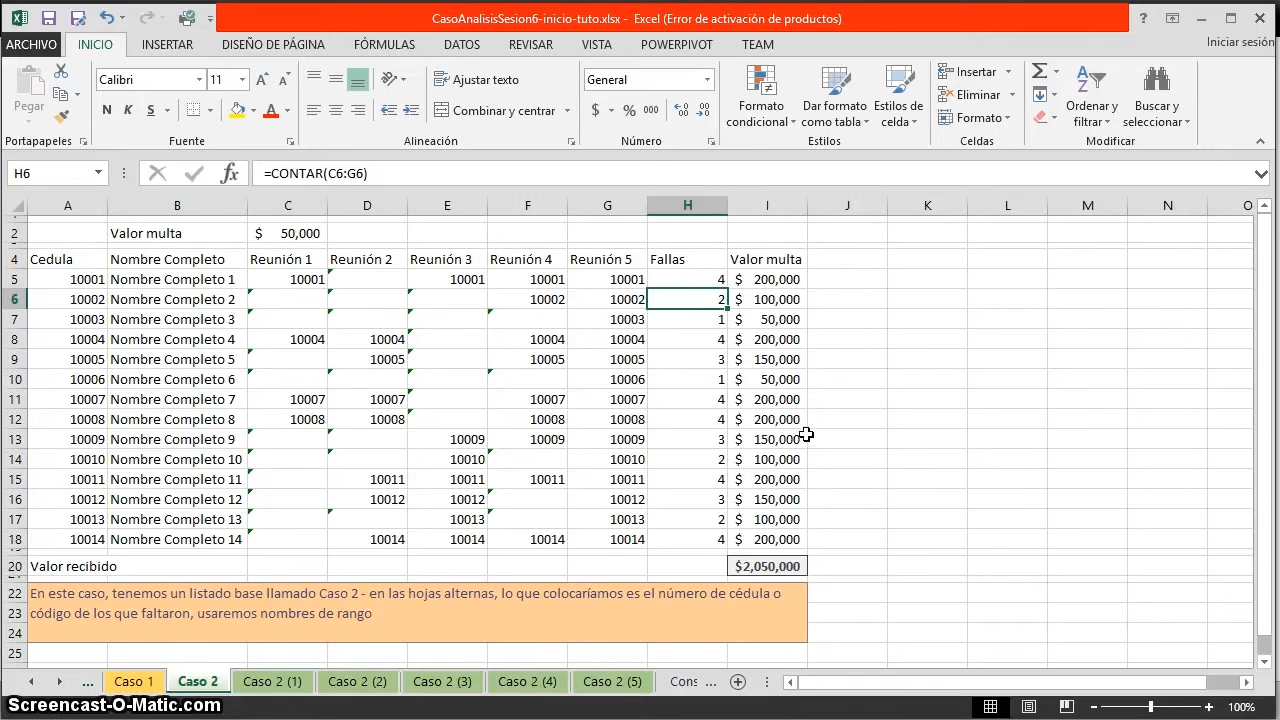 CasoAnalisisSesion6-inicio-tuto.xlsx - Excel (Error de activación de productos)
ARCHIVO INICIO INSERTAR DISEÑO DE PÁGINA FÓRMULAS DATOS REVISAR VISTA POWERPIVOT TEAM Iniciar sesión
Pegar
Calibri 11
N K S A
Ajustar texto
Combinar y centrar
General
$ % 000
Formato condicional
Dar formato como tabla
Estilos de celda
Insertar
Eliminar
Formato
Ordenar y filtrar
Buscar y seleccionar
Portapapeles Fuente Alineación Número Estilos Celdas Modificar
H6 fx =CONTAR(C6:G6)
A B C D E F G H I J K L M N O
2 Valor multa $ 50,000
4 Cedula Nombre Completo Reunión 1 Reunión 2 Reunión 3 Reunión 4 Reunión 5 Fallas Valor multa
5 10001 Nombre Completo 1 10001 10001 10001 10001 4 $ 200,000
6 10002 Nombre Completo 2 10002 10002 2 $ 100,000
7 10003 Nombre Completo 3 10003 1 $ 50,000
8 10004 Nombre Completo 4 10004 10004 10004 10004 4 $ 200,000
9 10005 Nombre Completo 5 10005 10005 10005 3 $ 150,000
10 10006 Nombre Completo 6 10006 1 $ 50,000
11 10007 Nombre Completo 7 10007 10007 10007 10007 4 $ 200,000
12 10008 Nombre Completo 8 10008 10008 10008 10008 4 $ 200,000
13 10009 Nombre Completo 9 10009 10009 10009 3 $ 150,000
14 10010 Nombre Completo 10 10010 10010 2 $ 100,000
15 10011 Nombre Completo 11 10011 10011 10011 10011 4 $ 200,000
16 10012 Nombre Completo 12 10012 10012 10012 3 $ 150,000
17 10013 Nombre Completo 13 10013 10013 2 $ 100,000
18 10014 Nombre Completo 14 10014 10014 10014 10014 4 $ 200,000
20 Valor recibido $2,050,000
22 En este caso, tenemos un listado base llamado Caso 2 - en las hojas alternas, lo que colocaríamos es el número de cédula o
23 código de los que faltaron, usaremos nombres de rango
24
25
... Caso 1 Caso 2 Caso 2 (1) Caso 2 (2) Caso 2 (3) Caso 2 (4) Caso 2 (5) Cons ...
Screencast-O-Matic.com 100%